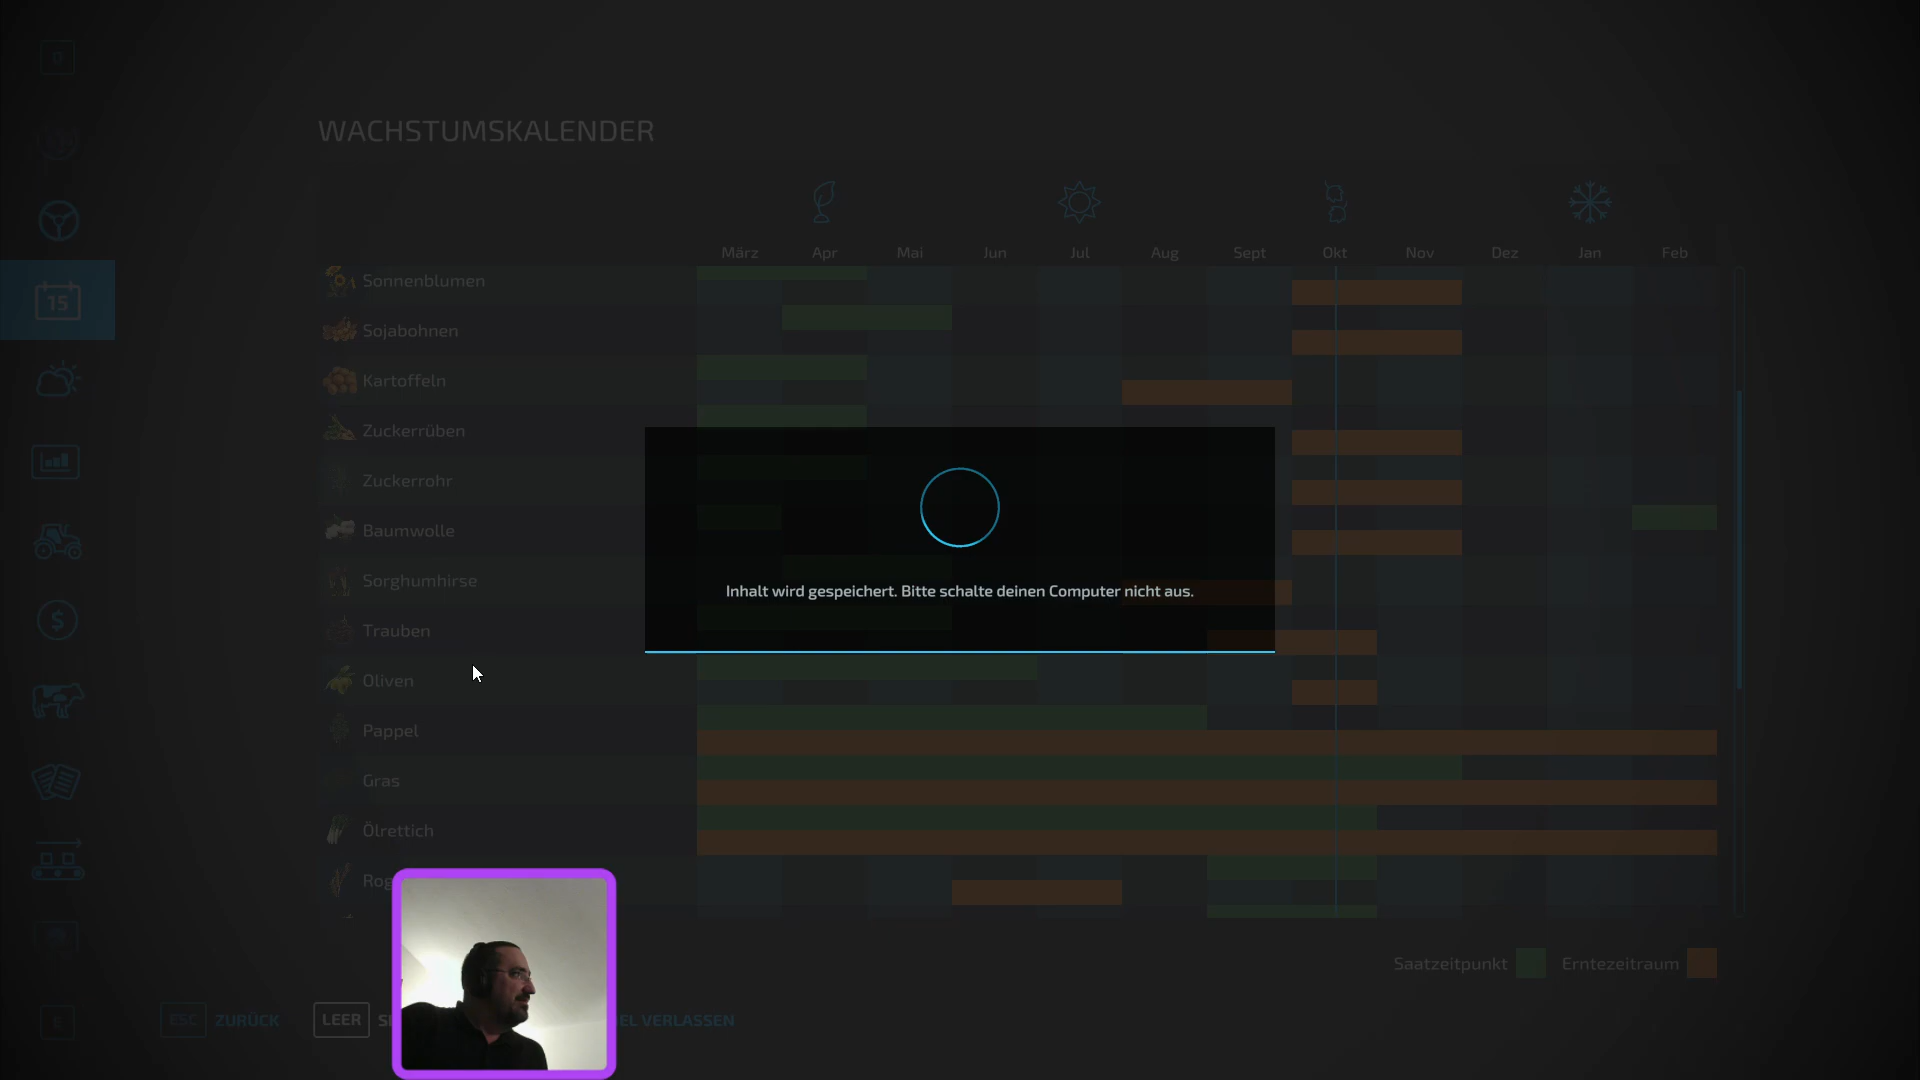 WACHSTUMSKALENDER
März Apr Mai Jun Jul Aug Sept Okt Nov Dez Jan Feb
15
Sonnenblumen
Sojabohnen
Kartoffeln
Zuckerrüben
Zuckerrohr
Baumwolle
Sorghumhirse
Trauben
Oliven
Pappel
Gras
Ölrettich
Inhalt wird gespeichert. Bitte schalte deinen Computer nicht aus.
Saatzeitpunkt Erntezeitraum
E
ESC ZURÜCK LEER VERLASSEN